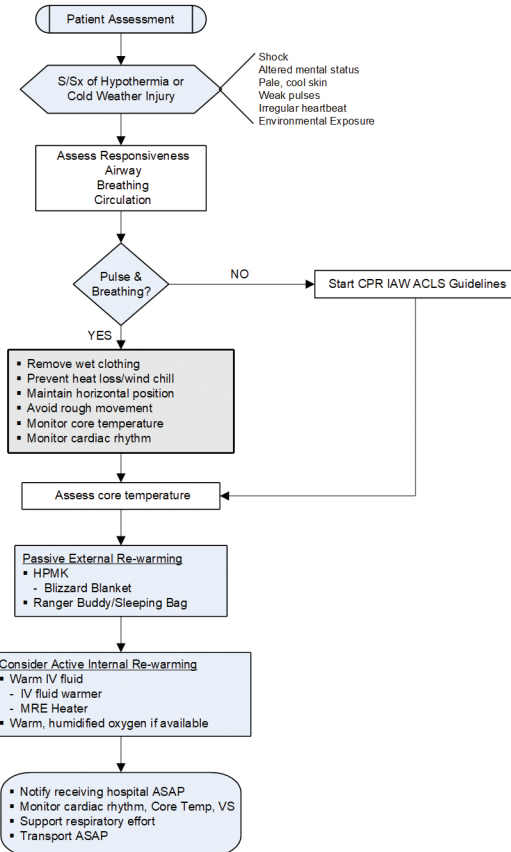 Patient Assessment
S/Sx of Hypothermia or
Cold Weather Injury
Shock
Altered mental status
Pale, cool skin
Weak pulses
Irregular heartbeat
Environmental Exposure
Assess Responsiveness
Airway
Breathing
Circulation
Pulse &
Breathing?
NO
Start CPR IAW ACLS Guidelines
YES
▪ Remove wet clothing
▪ Prevent heat loss/wind chill
▪ Maintain horizontal position
▪ Avoid rough movement
▪ Monitor core temperature
▪ Monitor cardiac rhythm
Assess core temperature
Passive External Re-warming
▪ HPMK
- Blizzard Blanket
▪ Ranger Buddy/Sleeping Bag
Consider Active Internal Re-warming
▪ Warm IV fluid
- IV fluid warmer
- MRE Heater
▪ Warm, humidified oxygen if available
▪ Notify receiving hospital ASAP
▪ Monitor cardiac rhythm, Core Temp, VS
▪ Support respiratory effort
▪ Transport ASAP